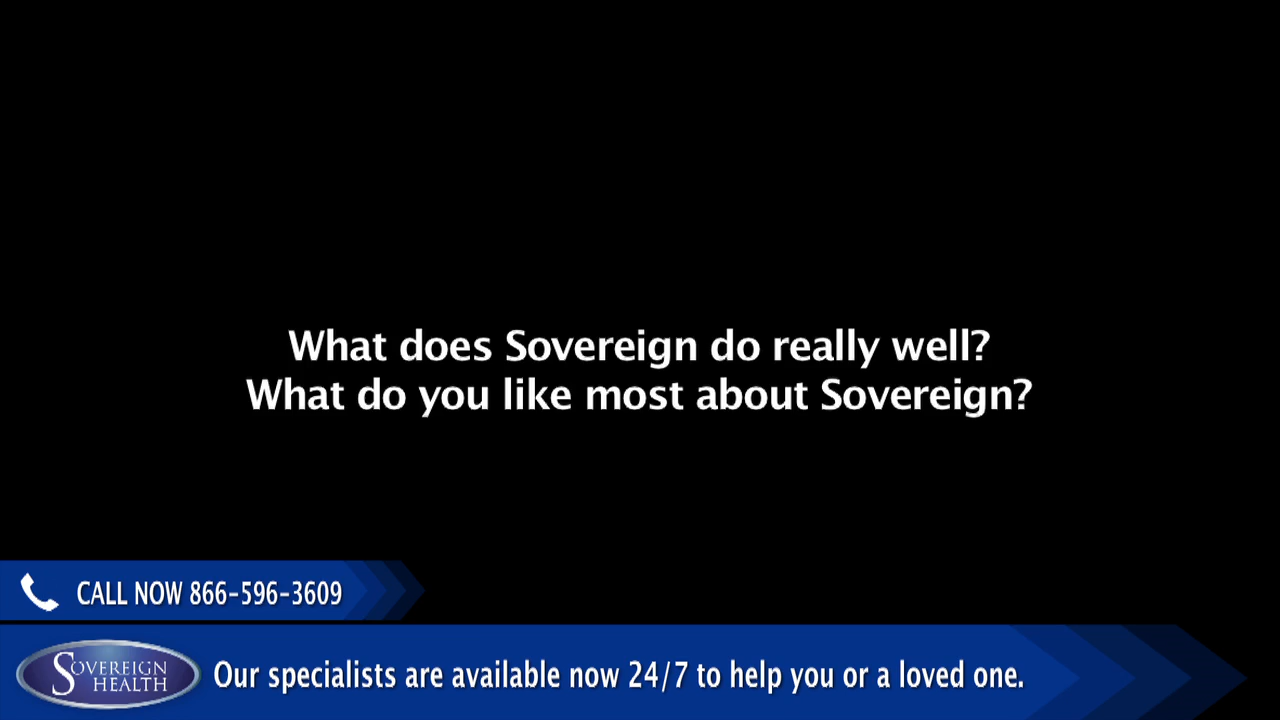 What does Sovereign do really well?
What do you like most about Sovereign?
CALL NOW 866-596-3609
SOVEREIGN
HEALTH
Our specialists are available now 24/7 to help you or a loved one.